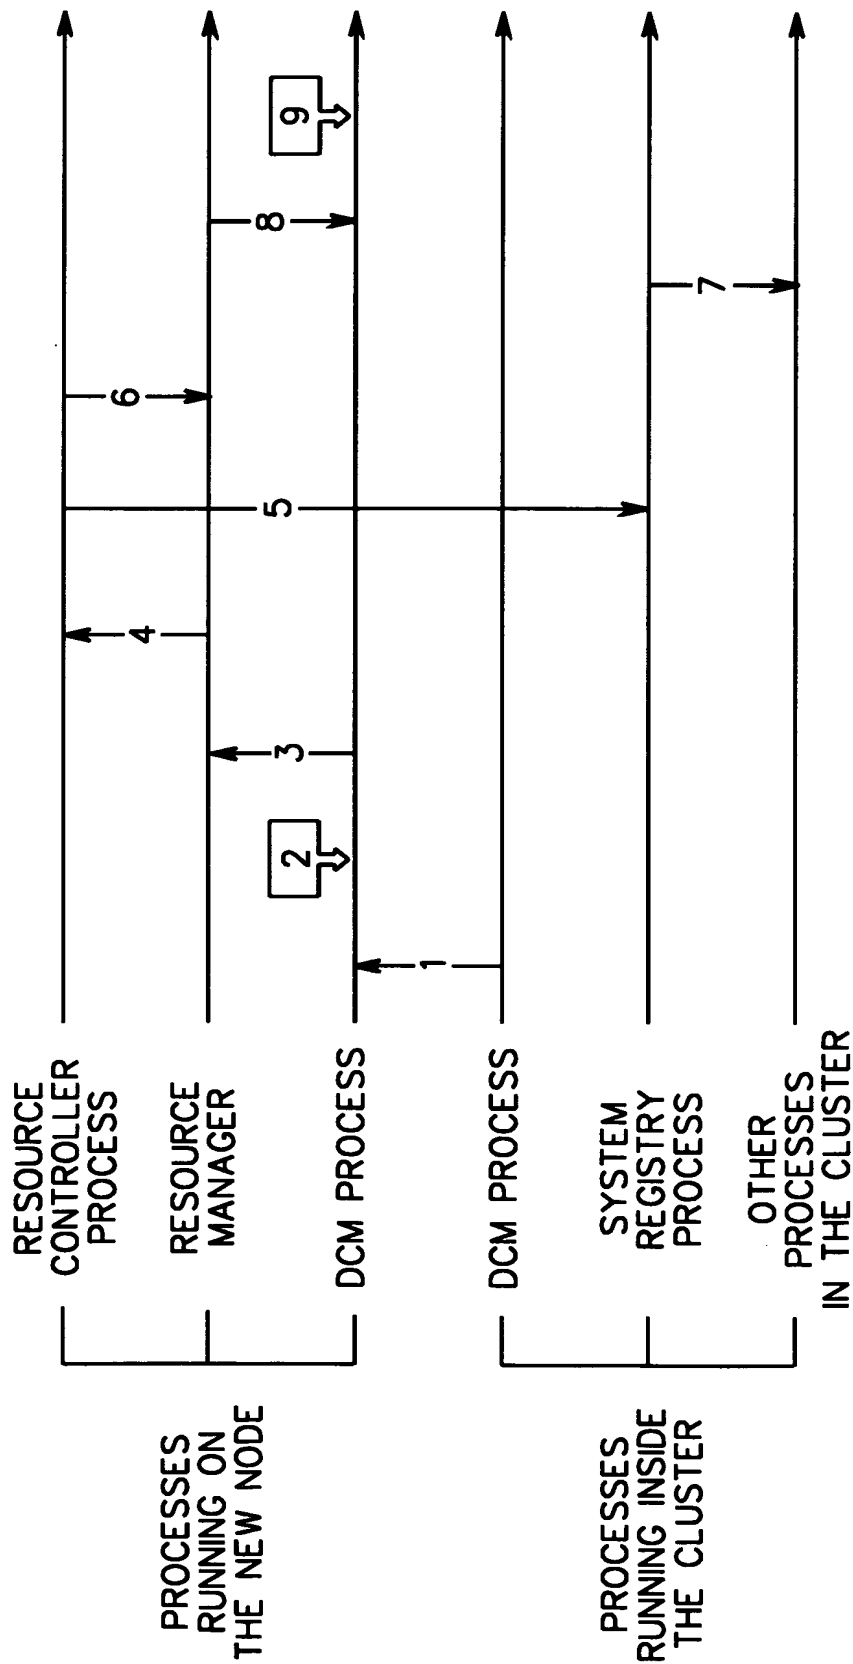 PROCESSES
RUNNING ON
THE NEW NODE
RESOURCE
CONTROLLER
PROCESS
RESOURCE
MANAGER
DCM PROCESS
PROCESSES
RUNNING INSIDE
THE CLUSTER
DCM PROCESS
SYSTEM
REGISTRY
PROCESS
OTHER
PROCESSES
IN THE CLUSTER
1
2
3
4
5
6
7
8
9